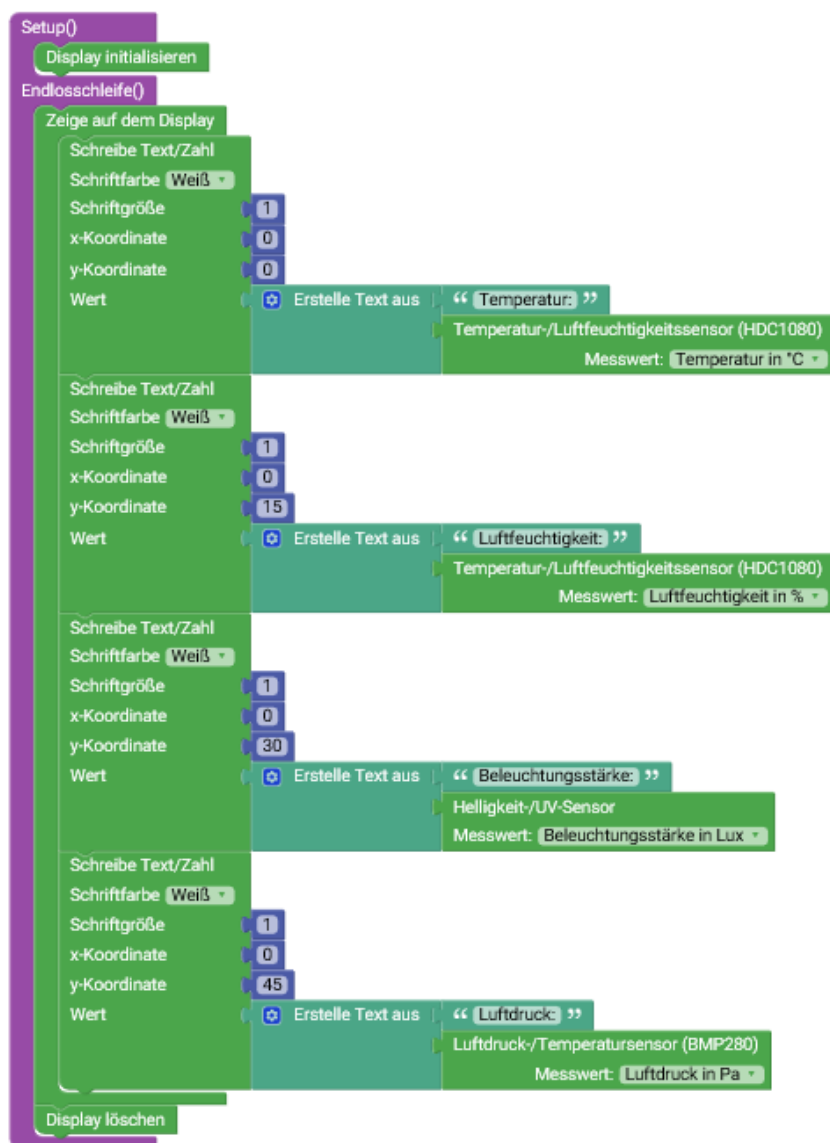 Setup()
Display initialisieren
Endlosschleife()
Zeige auf dem Display
Schreibe Text/Zahl
Schriftfarbe Weiß
Schriftgröße 1
x-Koordinate 0
y-Koordinate 0
Wert Erstelle Text aus “ Temperatur: ”
Temperatur-/Luftfeuchtigkeitssensor (HDC1080)
Messwert: Temperatur in °C
Schreibe Text/Zahl
Schriftfarbe Weiß
Schriftgröße 1
x-Koordinate 0
y-Koordinate 15
Wert Erstelle Text aus “ Luftfeuchtigkeit: ”
Temperatur-/Luftfeuchtigkeitssensor (HDC1080)
Messwert: Luftfeuchtigkeit in %
Schreibe Text/Zahl
Schriftfarbe Weiß
Schriftgröße 1
x-Koordinate 0
y-Koordinate 30
Wert Erstelle Text aus “ Beleuchtungsstärke: ”
Helligkeit-/UV-Sensor
Messwert: Beleuchtungsstärke in Lux
Schreibe Text/Zahl
Schriftfarbe Weiß
Schriftgröße 1
x-Koordinate 0
y-Koordinate 45
Wert Erstelle Text aus “ Luftdruck: ”
Luftdruck-/Temperatursensor (BMP280)
Messwert: Luftdruck in Pa
Display löschen